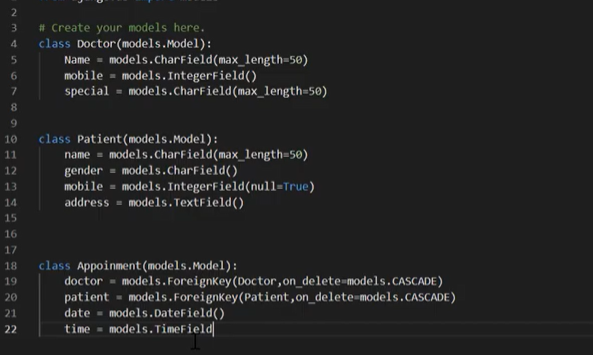 2
3 # Create your models here.
4 class Doctor(models.Model):
5 Name = models.CharField(max_length=50)
6 mobile = models.IntegerField()
7 special = models.CharField(max_length=50)
8
9
10 class Patient(models.Model):
11 name = models.CharField(max_length=50)
12 gender = models.CharField()
13 mobile = models.IntegerField(null=True)
14 address = models.TextField()
15
16
17
18 class Appoinment(models.Model):
19 doctor = models.ForeignKey(Doctor,on_delete=models.CASCADE)
20 patient = models.ForeignKey(Patient,on_delete=models.CASCADE)
21 date = models.DateField()
22 time = models.TimeField